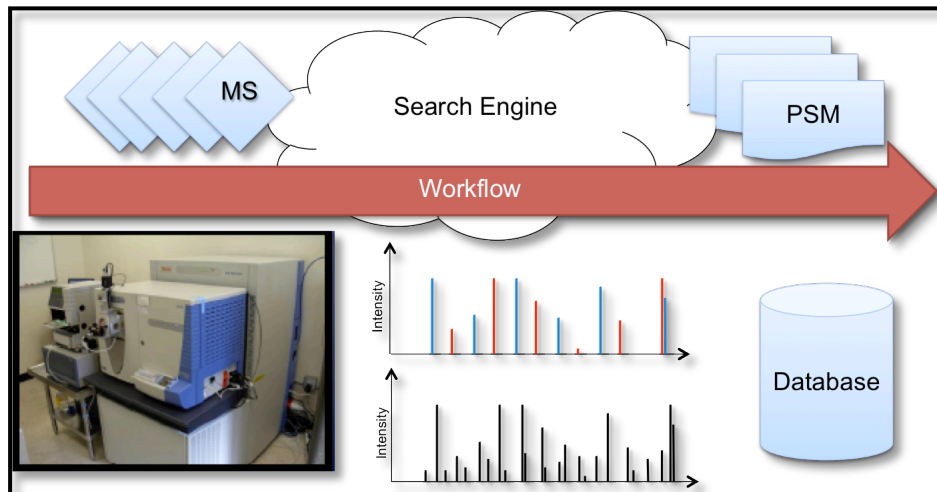 MS
Search Engine
PSM
Workflow
Intensity
Intensity
Database